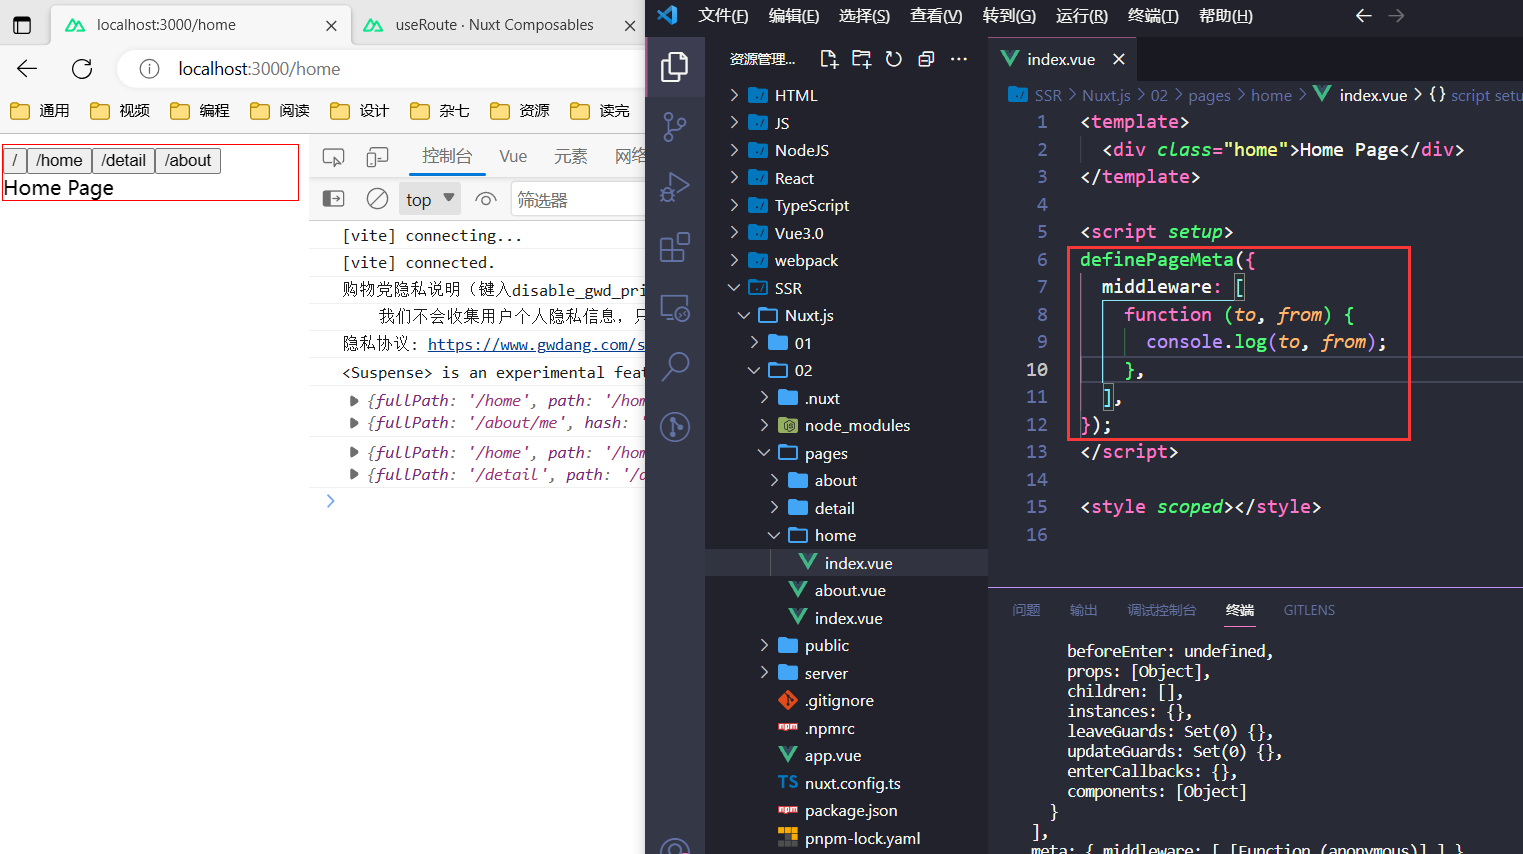 localhost:3000/home
useRoute · Nuxt Composables
localhost:3000/home
通用
视频
编程
阅读
设计
杂七
资源
读完
/
/home
/detail
/about
Home Page
控制台
Vue
元素
网络
top
筛选器
[vite] connecting...
[vite] connected.
购物党隐私说明（键入disable_gwd_pri
我们不会收集用户个人隐私信息，只
隐私协议: https://www.gwdang.com/s
<Suspense> is an experimental feat
{fullPath: '/home', path: '/hom
{fullPath: '/about/me', hash: '
{fullPath: '/home', path: '/hom
{fullPath: '/detail', path: '/d
文件(F)
编辑(E)
选择(S)
查看(V)
转到(G)
运行(R)
终端(T)
帮助(H)
资源管理...
HTML
JS
NodeJS
React
TypeScript
Vue3.0
webpack
SSR
Nuxt.js
01
02
.nuxt
node_modules
pages
about
detail
home
index.vue
about.vue
index.vue
public
server
.gitignore
.npmrc
app.vue
TS nuxt.config.ts
package.json
pnpm-lock.yaml
index.vue
SSR > Nuxt.js > 02 > pages > home > index.vue > {} script setu
1 <template>
2 <div class="home">Home Page</div>
3 </template>
4
5 <script setup>
6 definePageMeta({
7 middleware: [
8 function (to, from) {
9 console.log(to, from);
10 },
11 ],
12 });
13 </script>
14
15 <style scoped></style>
16
问题
输出
调试控制台
终端
GITLENS
beforeEnter: undefined,
props: [Object],
children: [],
instances: {},
leaveGuards: Set(0) {},
updateGuards: Set(0) {},
enterCallbacks: {},
components: [Object]
}
],
meta: { middleware: [ [Function (anonymous)] ] }